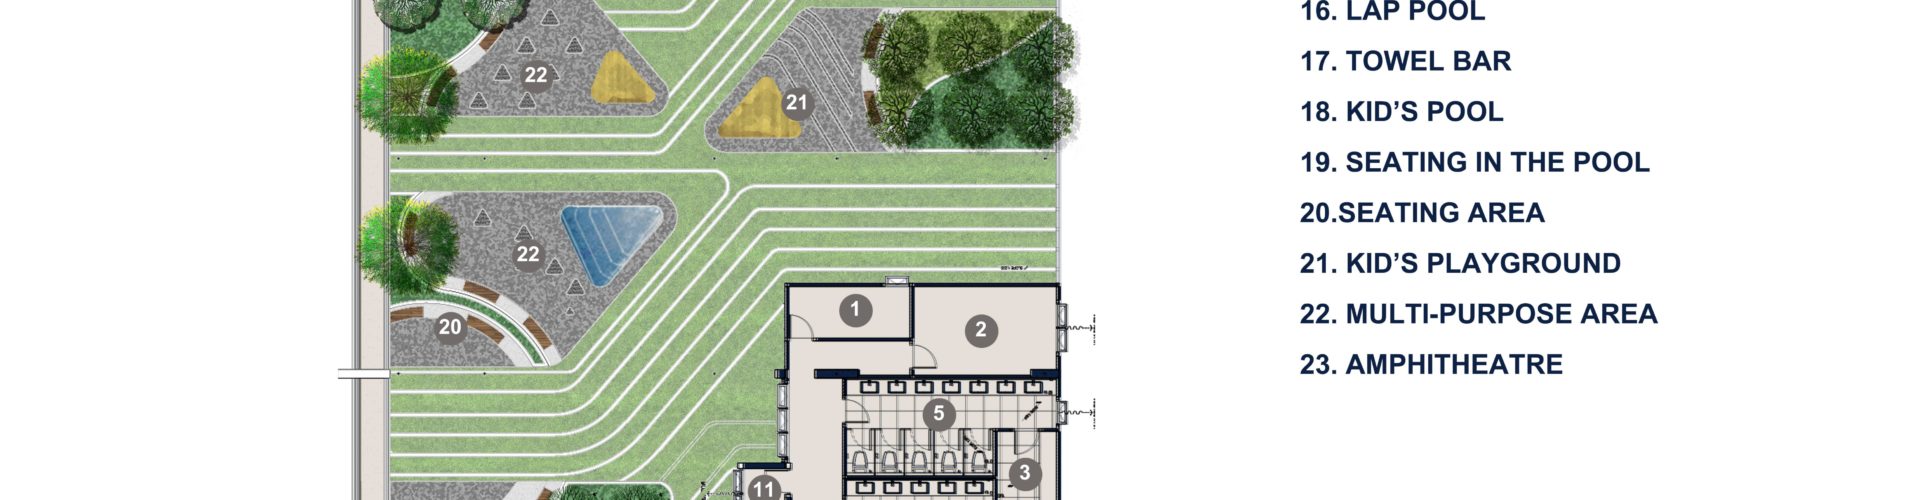 16. LAP POOL
17. TOWEL BAR
18. KID’S POOL
19. SEATING IN THE POOL
20.SEATING AREA
21. KID’S PLAYGROUND
22. MULTI-PURPOSE AREA
23. AMPHITHEATRE
22
21
22
20
1
2
5
3
11